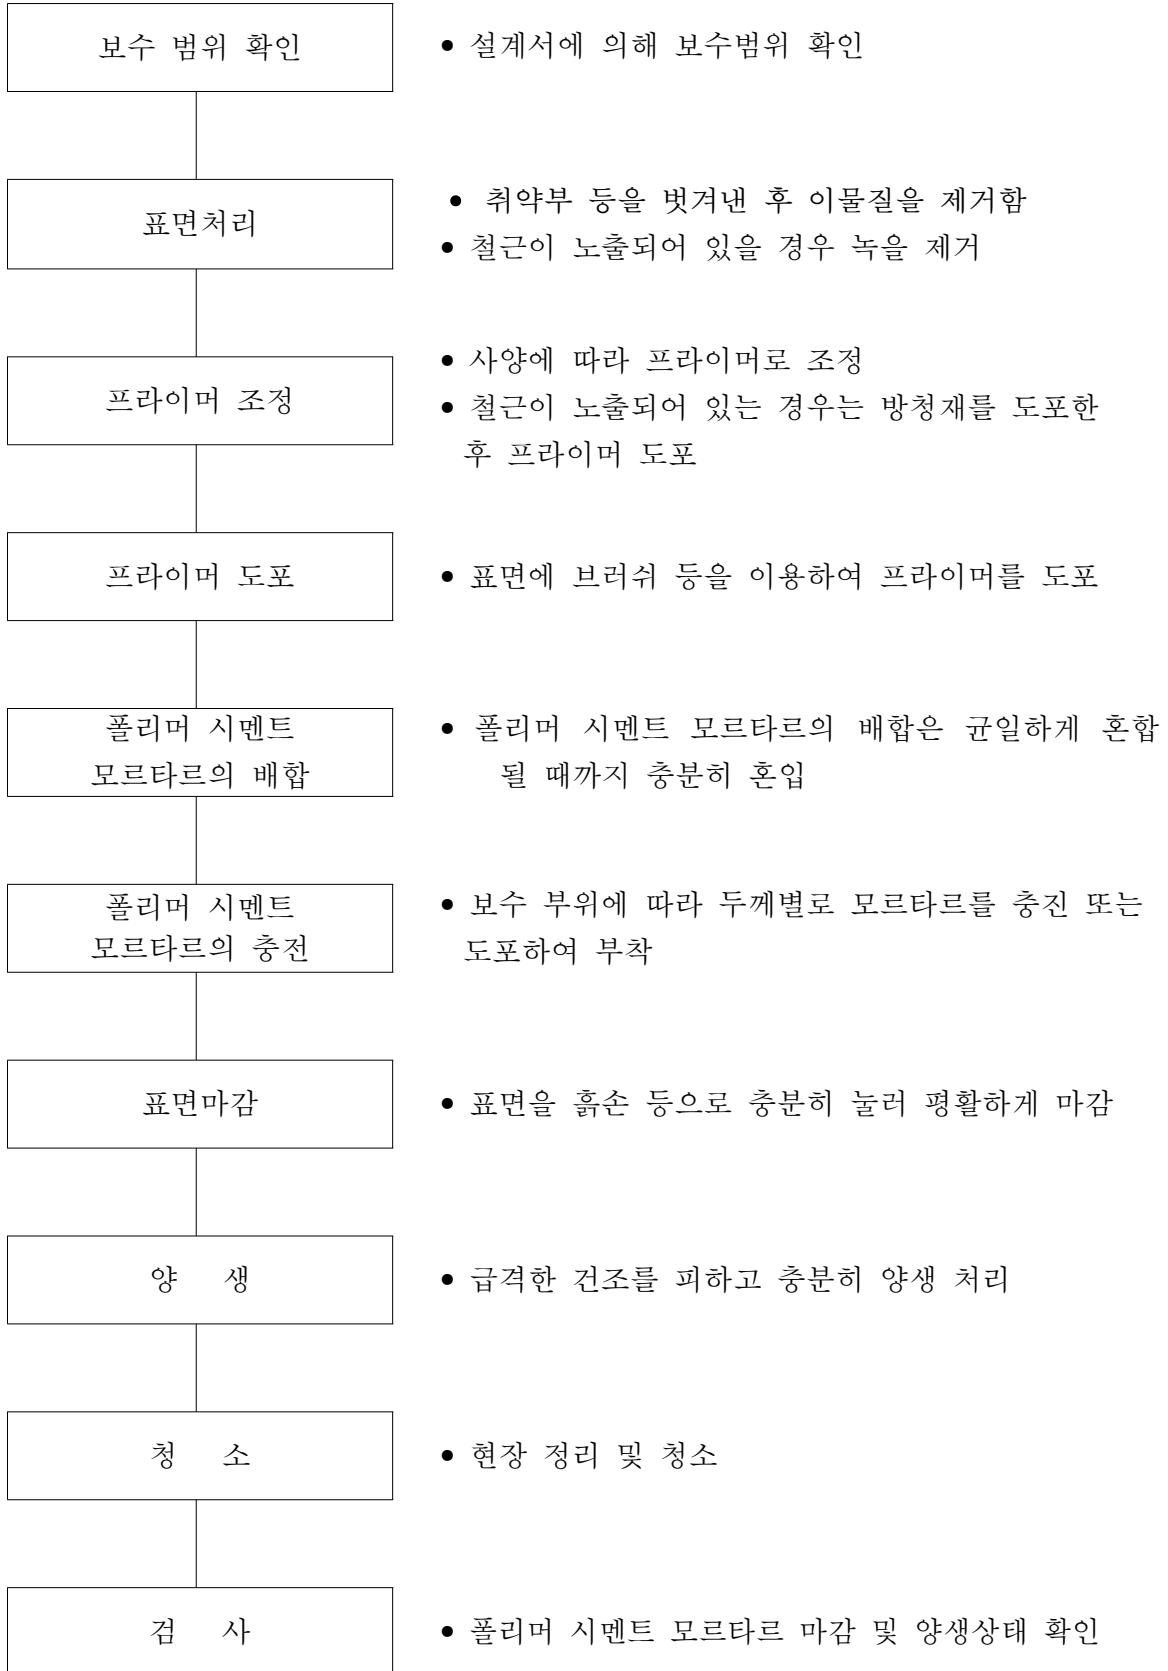 보수 범위 확인
• 설계서에 의해 보수범위 확인
표면처리
• 취약부 등을 벗겨낸 후 이물질을 제거함
• 철근이 노출되어 있을 경우 녹을 제거
프라이머 조정
• 사양에 따라 프라이머로 조정
• 철근이 노출되어 있는 경우는 방청재를 도포한
후 프라이머 도포
프라이머 도포
• 표면에 브러쉬 등을 이용하여 프라이머를 도포
폴리머 시멘트
모르타르의 배합
• 폴리머 시멘트 모르타르의 배합은 균일하게 혼합
될 때까지 충분히 혼입
폴리머 시멘트
모르타르의 충전
• 보수 부위에 따라 두께별로 모르타르를 충진 또는
도포하여 부착
표면마감
• 표면을 흙손 등으로 충분히 눌러 평활하게 마감
양 생
• 급격한 건조를 피하고 충분히 양생 처리
청 소
• 현장 정리 및 청소
검 사
• 폴리머 시멘트 모르타르 마감 및 양생상태 확인